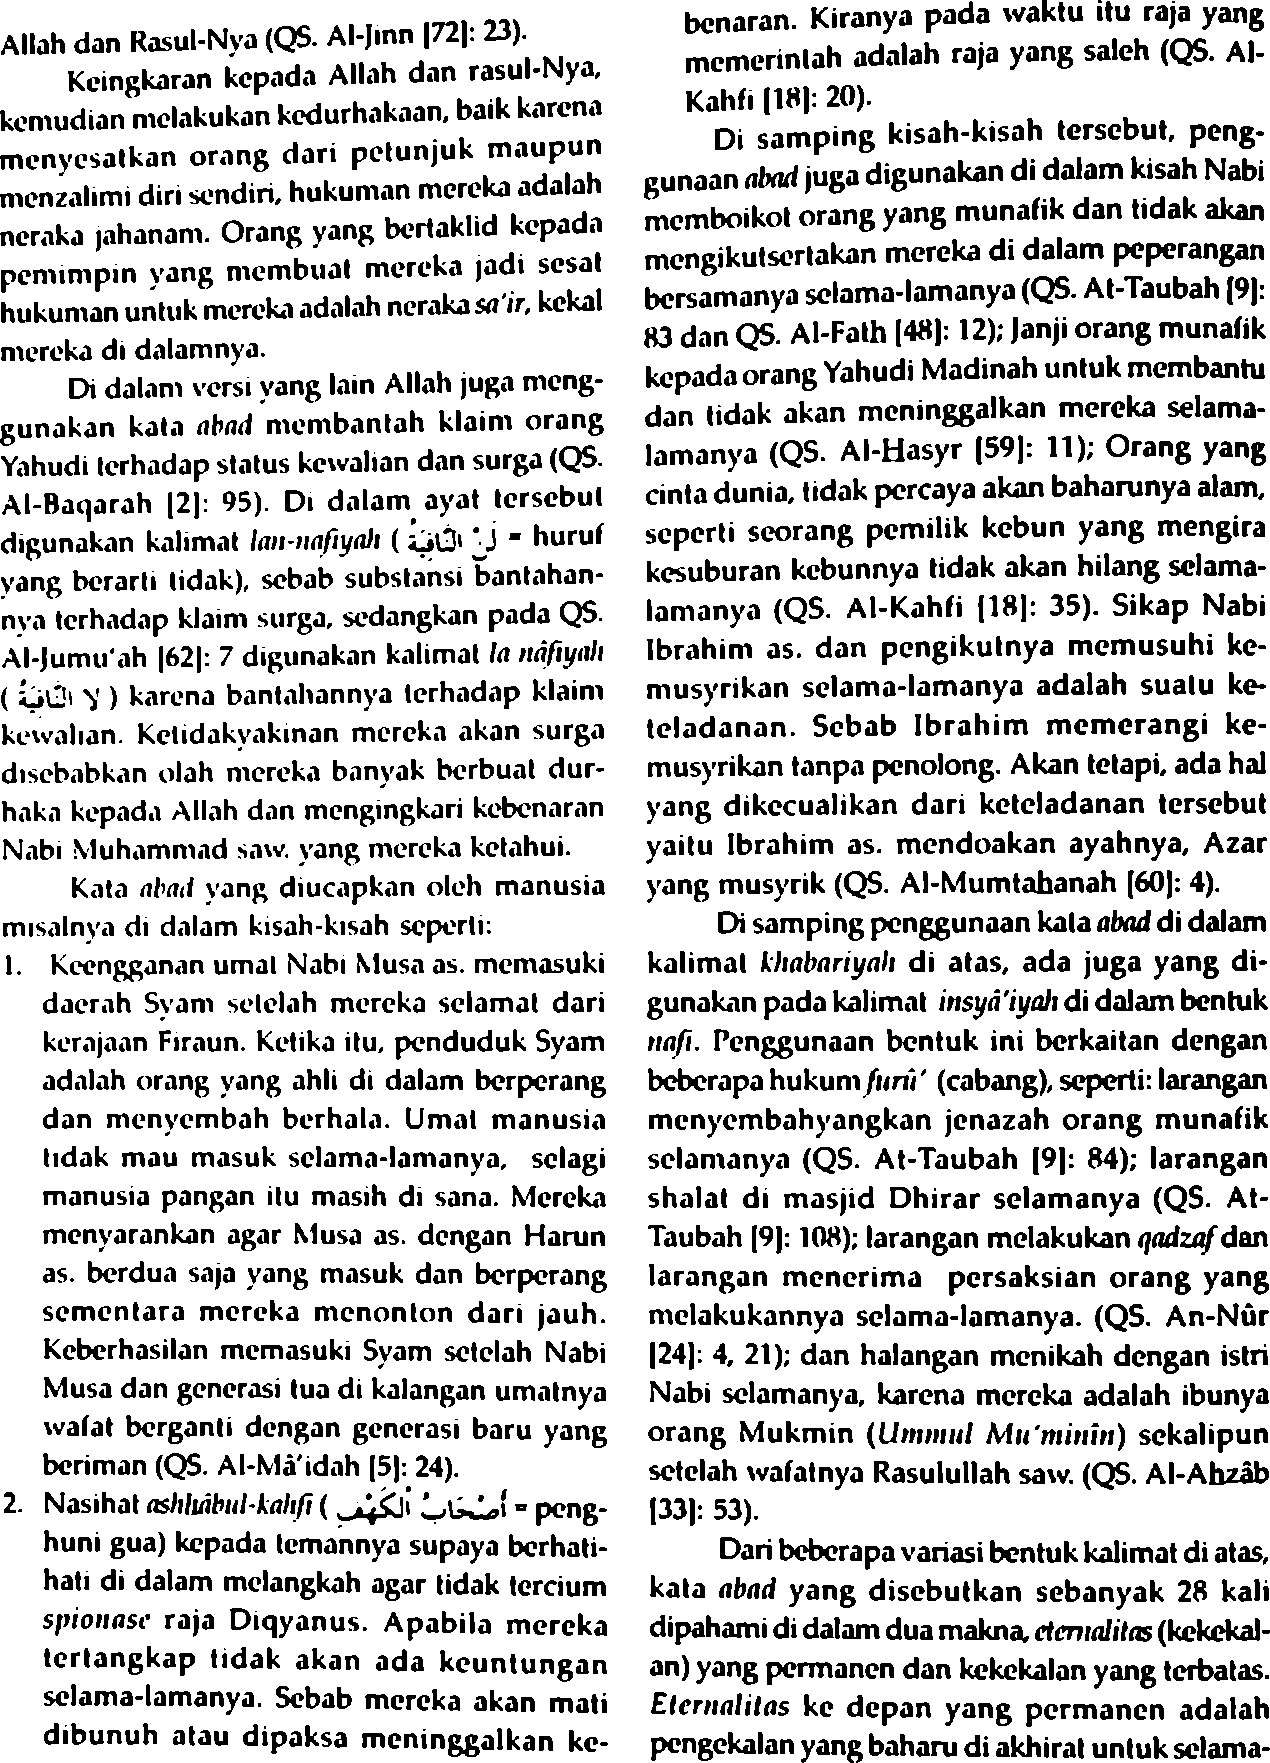 Allah dan Rasul-Nya (QS. Al-Jinn [72]: 23).
Keingkaran kepada Allah dan rasul-Nya,
kemudian melakukan kedurhakaan, baik karena
menyesatkan orang dari petunjuk maupun
menzalimi diri sendiri, hukuman mereka adalah
neraka jahanam. Orang yang bertaklid kepada
pemimpin yang membuat mereka jadi sesat
hukuman untuk mereka adalah neraka sa'ir, kekal
mereka di dalamnya.
Di dalam versi yang lain Allah juga meng-
gunakan kata abad membantah klaim orang
Yahudi terhadap status kewalian dan surga (QS.
Al-Baqarah [2]: 95). Di dalam ayat tersebut
digunakan kalimat lan-nafiyah (لَنْ النَّافِيَةُ = huruf
yang berarti tidak), sebab substansi bantahan-
nya terhadap klaim surga, sedangkan pada QS.
Al-Jumu'ah [62]: 7 digunakan kalimat la nâfiyah
(لاَ النَّافِيَةُ) karena bantahannya terhadap klaim
kewalian. Ketidakyakinan mereka akan surga
disebabkan olah mereka banyak berbuat dur-
haka kepada Allah dan mengingkari kebenaran
Nabi Muhammad saw. yang mereka ketahui.
Kata abad yang diucapkan oleh manusia
misalnya di dalam kisah-kisah seperti:
1. Keengganan umat Nabi Musa as. memasuki
daerah Syam setelah mereka selamat dari
kerajaan Firaun. Ketika itu, penduduk Syam
adalah orang yang ahli di dalam berperang
dan menyembah berhala. Umat manusia
tidak mau masuk selama-lamanya, selagi
manusia pangan itu masih di sana. Mereka
menyarankan agar Musa as. dengan Harun
as. berdua saja yang masuk dan berperang
sementara mereka menonton dari jauh.
Keberhasilan memasuki Syam setelah Nabi
Musa dan generasi tua di kalangan umatnya
wafat berganti dengan generasi baru yang
beriman (QS. Al-Mâ'idah [5]: 24).
2. Nasihat ashhâbul-kahfi (أَصْحَابُ الْكَهْفِ = peng-
huni gua) kepada temannya supaya berhati-
hati di dalam melangkah agar tidak tercium
spionase raja Diqyanus. Apabila mereka
tertangkap tidak akan ada keuntungan
selama-lamanya. Sebab mereka akan mati
dibunuh atau dipaksa meninggalkan ke-
benaran. Kiranya pada waktu itu raja yang
memerintah adalah raja yang saleh (QS. Al-
Kahfi [18]: 20).
Di samping kisah-kisah tersebut, peng-
gunaan abad juga digunakan di dalam kisah Nabi
memboikot orang yang munafik dan tidak akan
mengikutsertakan mereka di dalam peperangan
bersamanya selama-lamanya (QS. At-Taubah [9]:
83 dan QS. Al-Fath [48]: 12); Janji orang munafik
kepada orang Yahudi Madinah untuk membantu
dan tidak akan meninggalkan mereka selama-
lamanya (QS. Al-Hasyr [59]: 11); Orang yang
cinta dunia, tidak percaya akan baharunya alam,
seperti seorang pemilik kebun yang mengira
kesuburan kebunnya tidak akan hilang selama-
lamanya (QS. Al-Kahfi [18]: 35). Sikap Nabi
Ibrahim as. dan pengikutnya memusuhi ke-
musyrikan selama-lamanya adalah suatu ke-
teladanan. Sebab Ibrahim memerangi ke-
musyrikan tanpa penolong. Akan tetapi, ada hal
yang dikecualikan dari keteladanan tersebut
yaitu Ibrahim as. mendoakan ayahnya, Azar
yang musyrik (QS. Al-Mumtahanah [60]: 4).
Di samping penggunaan kata abad di dalam
kalimat khabariyah di atas, ada juga yang di-
gunakan pada kalimat insyâ'iyah di dalam bentuk
nafi. Penggunaan bentuk ini berkaitan dengan
beberapa hukum furû' (cabang), seperti: larangan
menyembahyangkan jenazah orang munafik
selamanya (QS. At-Taubah [9]: 84); larangan
shalat di masjid Dhirar selamanya (QS. At-
Taubah [9]: 108); larangan melakukan qadzaf dan
larangan menerima persaksian orang yang
melakukannya selama-lamanya. (QS. An-Nûr
[24]: 4, 21); dan halangan menikah dengan istri
Nabi selamanya, karena mereka adalah ibunya
orang Mukmin (Ummul Mu'minîn) sekalipun
setelah wafatnya Rasulullah saw. (QS. Al-Ahzâb
[33]: 53).
Dari beberapa variasi bentuk kalimat di atas,
kata abad yang disebutkan sebanyak 28 kali
dipahami di dalam dua makna, eternalitas (kekekal-
an) yang permanen dan kekekalan yang terbatas.
Eternalitas ke depan yang permanen adalah
pengekalan yang baharu di akhirat untuk selama-